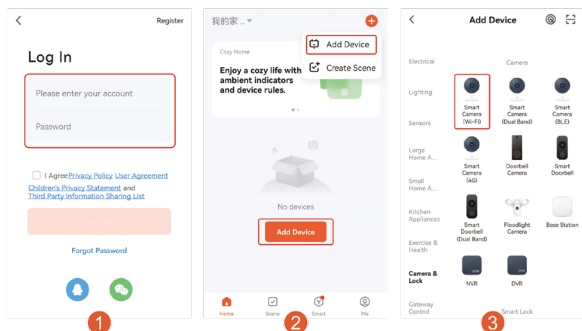 Register
Log In
Please enter your account
Password
I Agree Privacy Policy User Agreement
Children's Privacy Statement and
Third Party Information Sharing List
Forgot Password
1
我的家 ..
Add Device
Create Scene
Cozy Home
Enjoy a cozy life with
ambient indicators
and device rules.
No devices
Add Device
Home
Scene
Smart
Me
2
Add Device
Electrical
Lighting
Sensors
Large
Home A...
Small
Home A...
Kitchen
Appliances
Exercise &
Health
Camera &
Lock
Gateway
Control
Camera
Smart
Camera
(Wi-Fi)
Smart
Camera
(Dual Band)
Smart
Camera
(BLE)
Smart
Camera
(4G)
Doorbell
Camera
Smart
Doorbell
Smart
Doorbell
(Dual Band)
Floodlight
Camera
Base Station
NVR
DVR
Smart Lock
3